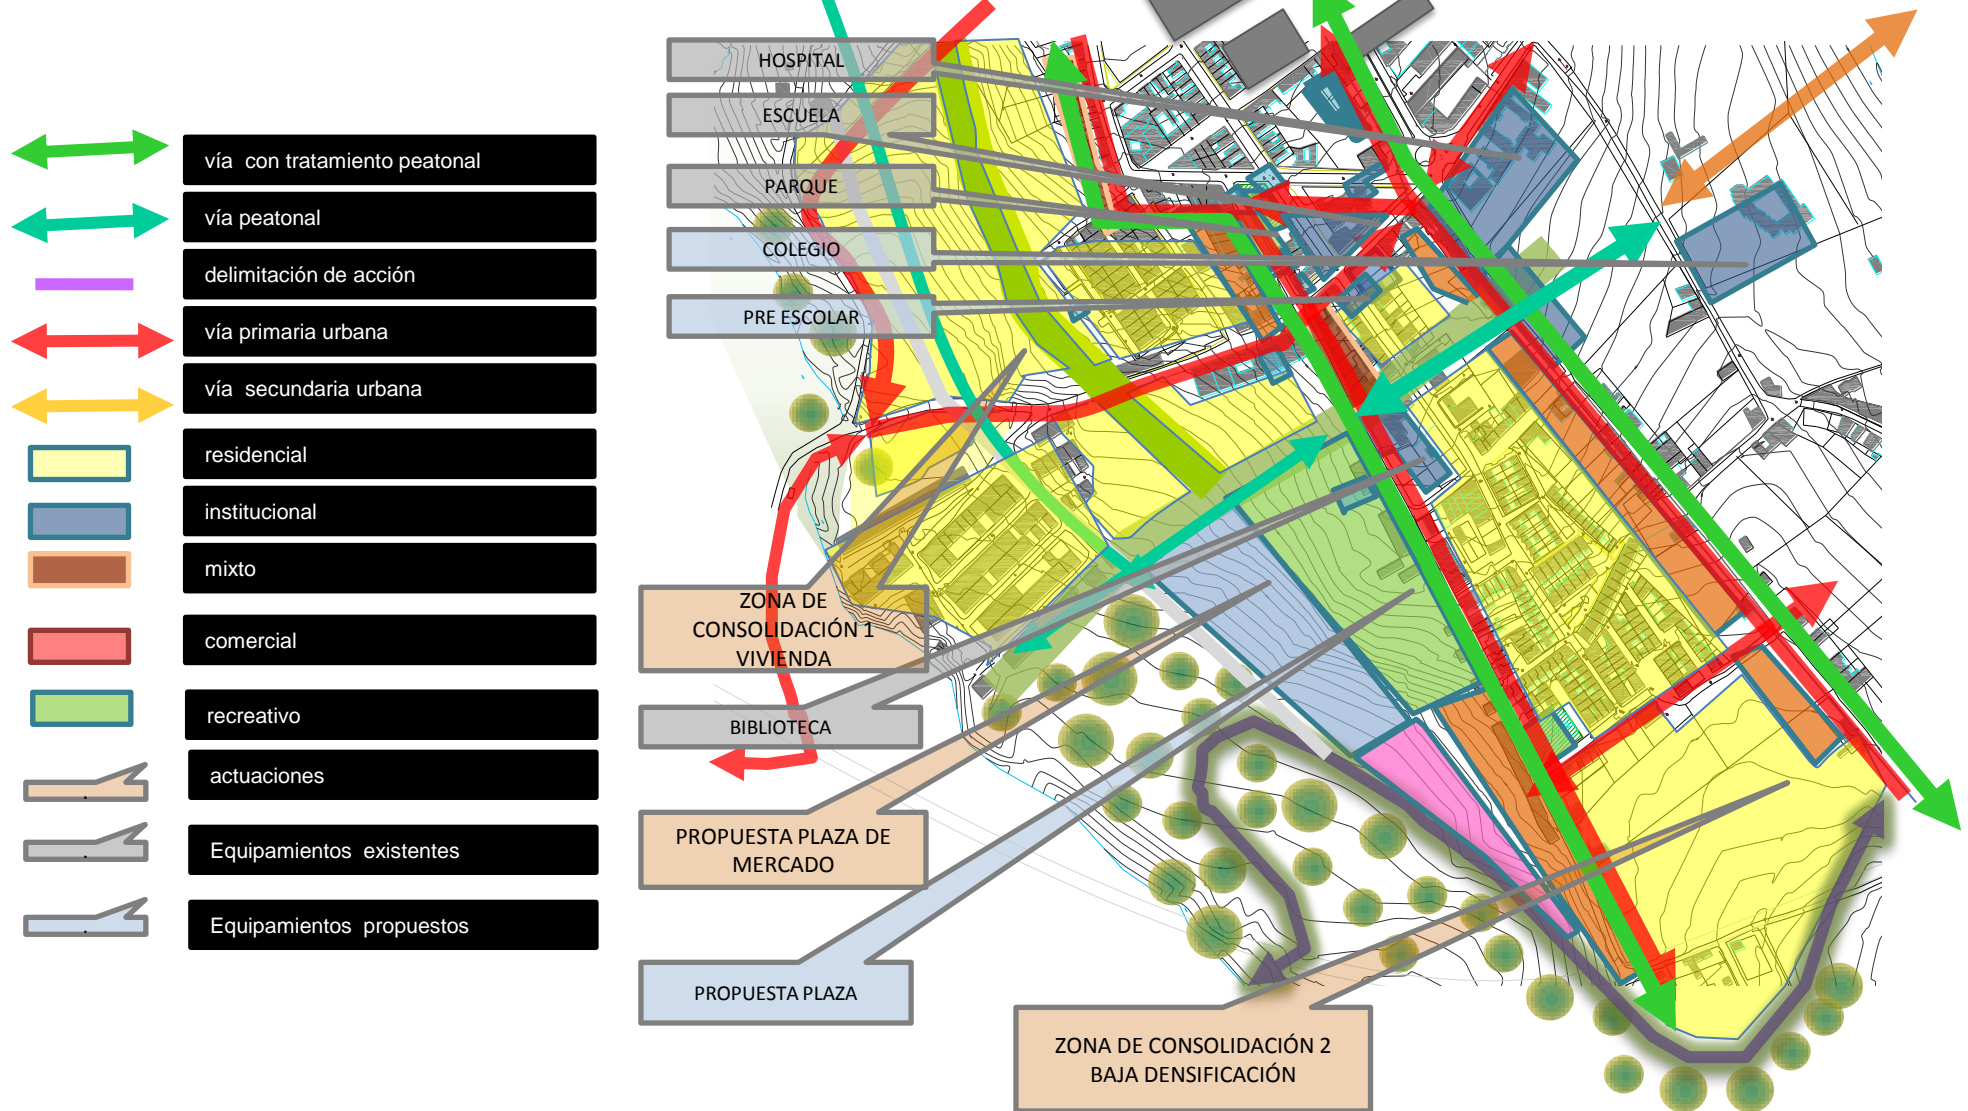 vía con tratamiento peatonal
vía peatonal
delimitación de acción
vía primaria urbana
vía secundaria urbana
residencial
institucional
mixto
comercial
recreativo
actuaciones
Equipamientos existentes
Equipamientos propuestos
HOSPITAL
ESCUELA
PARQUE
COLEGIO
PRE ESCOLAR
ZONA DE
CONSOLIDACIÓN 1
VIVIENDA
BIBLIOTECA
PROPUESTA PLAZA DE
MERCADO
PROPUESTA PLAZA
ZONA DE CONSOLIDACIÓN 2
BAJA DENSIFICACIÓN